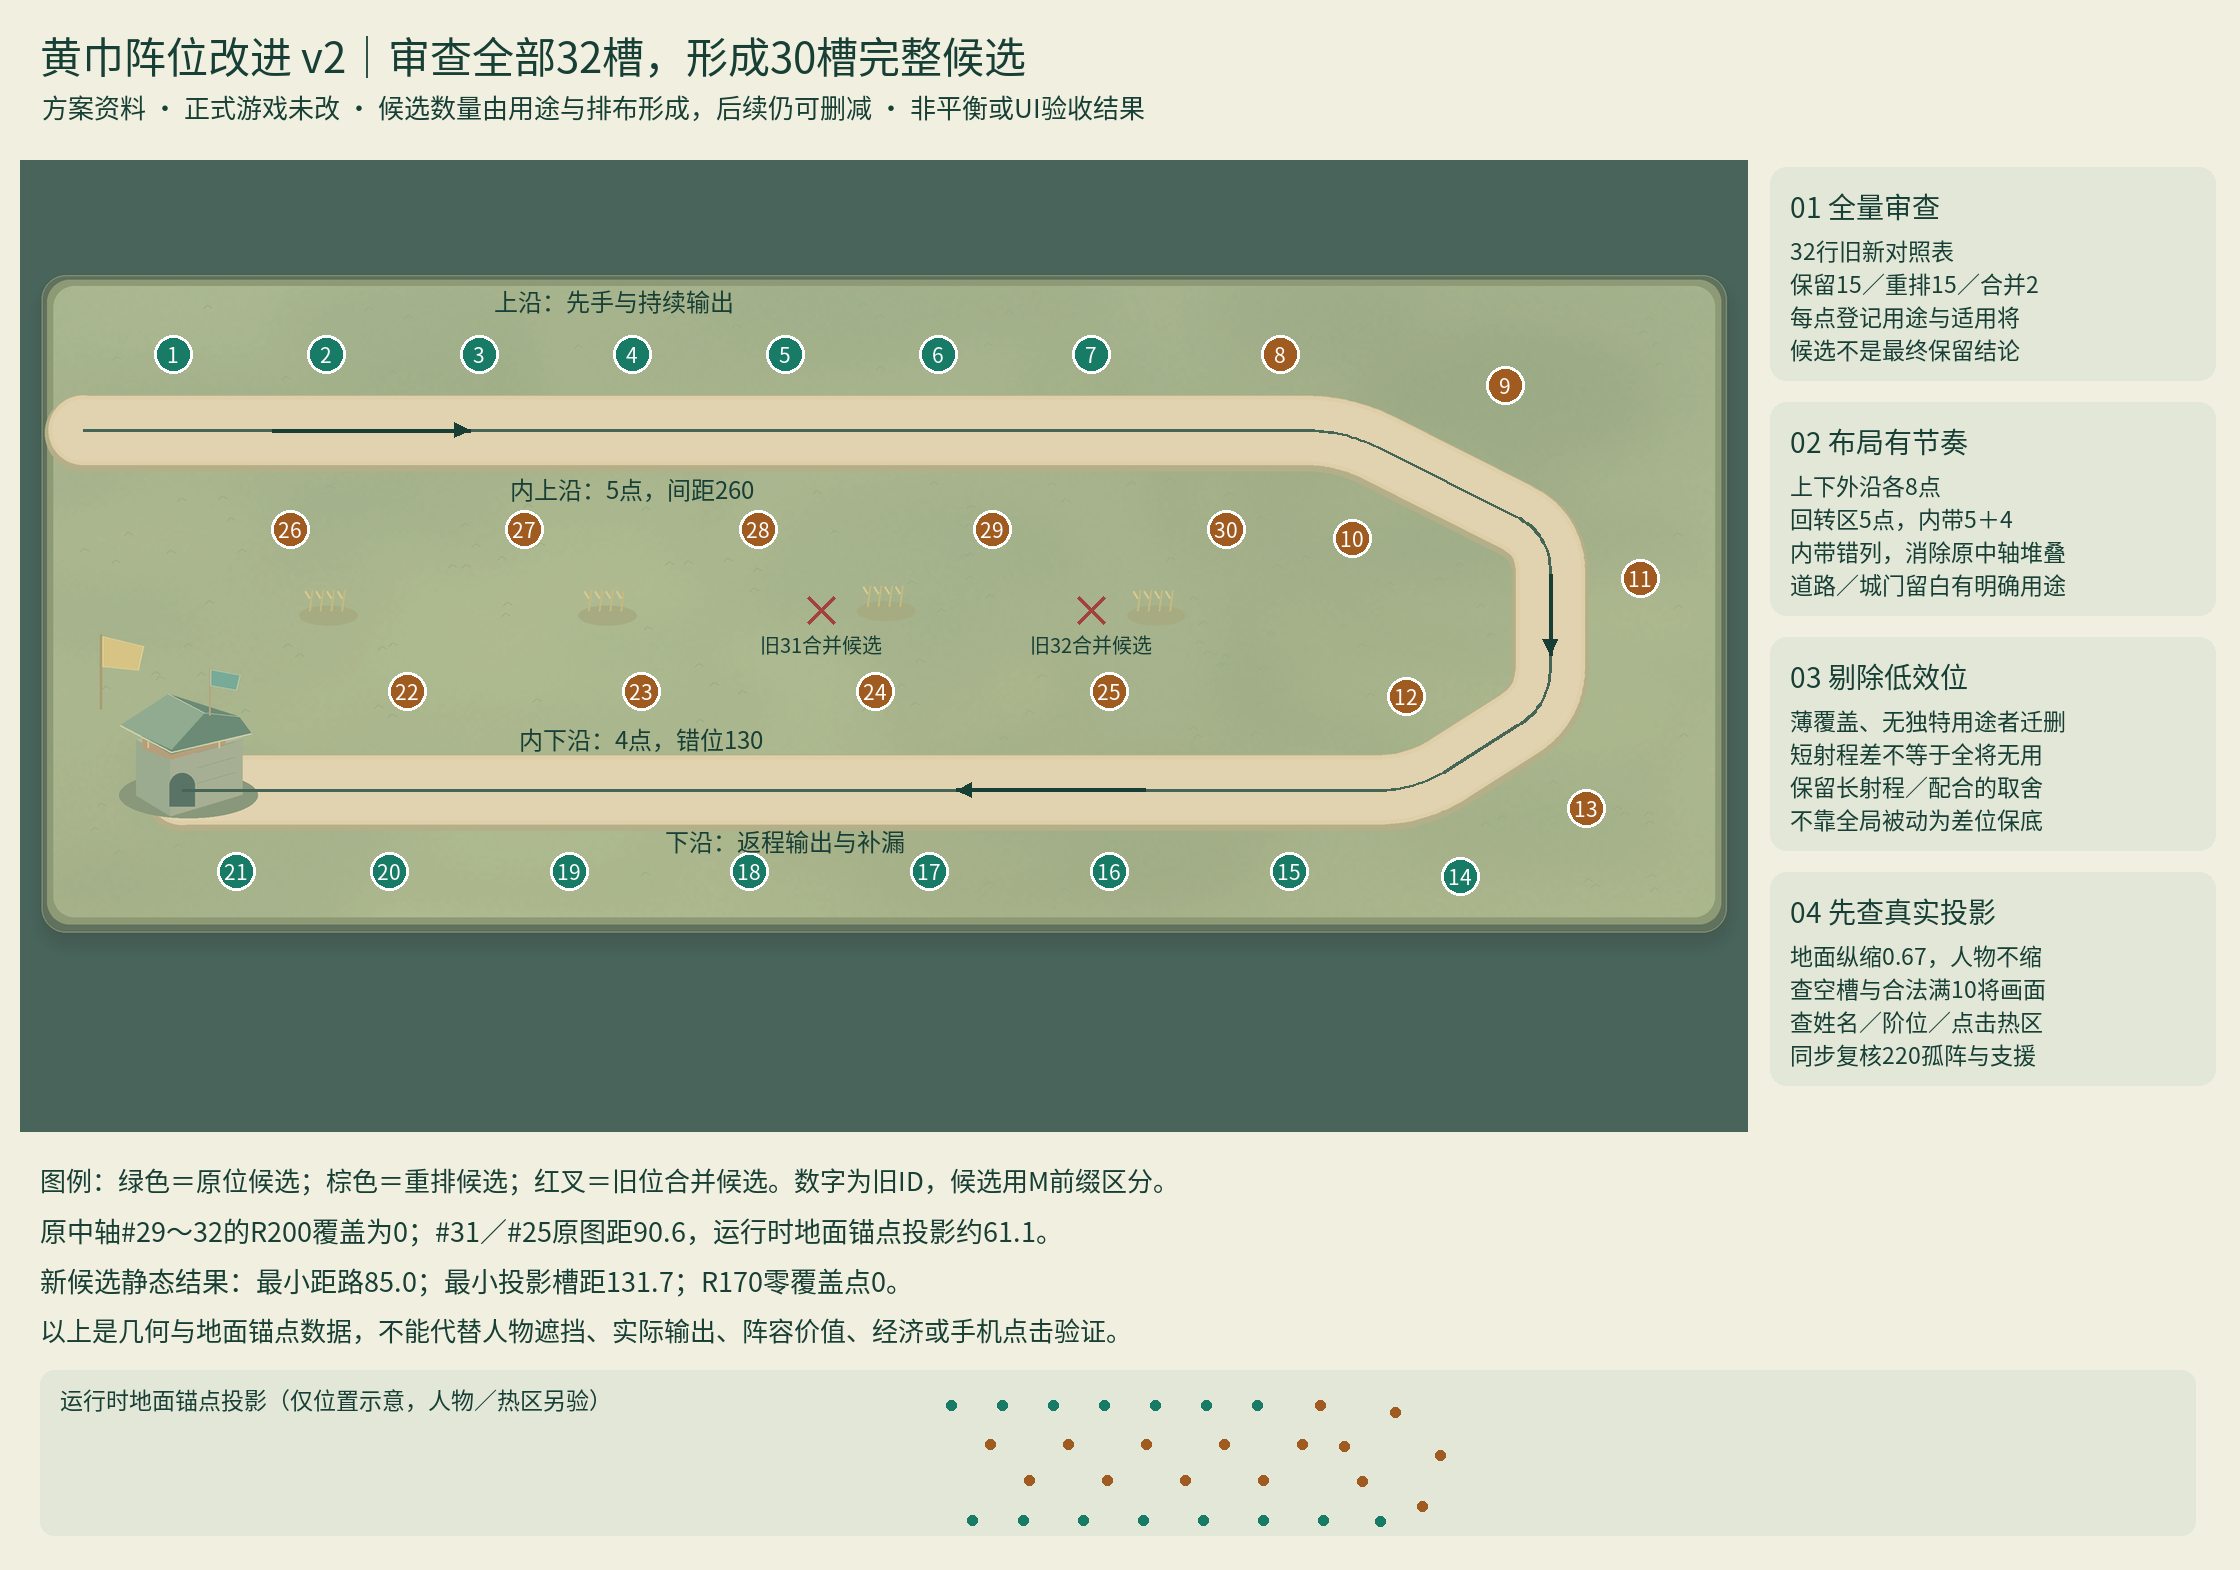 黄巾阵位改进 v2｜审查全部32槽，形成30槽完整候选
方案资料 · 正式游戏未改 · 候选数量由用途与排布形成，后续仍可删减 · 非平衡或UI验收结果
上沿：先手与持续输出
1 2 3 4 5 6 7 8
9
内上沿：5点，间距260
26 27 28 29 30 10
11
旧31合并候选 旧32合并候选
22 23 24 25 12
内下沿：4点，错位130
13
下沿：返程输出与补漏
21 20 19 18 17 16 15 14
01 全量审查
32行旧新对照表
保留15／重排15／合并2
每点登记用途与适用将
候选不是最终保留结论
02 布局有节奏
上下外沿各8点
回转区5点，内带5＋4
内带错列，消除原中轴堆叠
道路／城门留白有明确用途
03 剔除低效位
薄覆盖、无独特用途者迁删
短射程差不等于全将无用
保留长射程／配合的取舍
不靠全局被动为差位保底
04 先查真实投影
地面纵缩0.67，人物不缩
查空槽与合法满10将画面
查姓名／阶位／点击热区
同步复核220孤阵与支援
图例：绿色＝原位候选；棕色＝重排候选；红叉＝旧位合并候选。数字为旧ID，候选用M前缀区分。
原中轴#29～32的R200覆盖为0；#31／#25原图距90.6，运行时地面锚点投影约61.1。
新候选静态结果：最小距路85.0；最小投影槽距131.7；R170零覆盖点0。
以上是几何与地面锚点数据，不能代替人物遮挡、实际输出、阵容价值、经济或手机点击验证。
运行时地面锚点投影（仅位置示意，人物／热区另验）